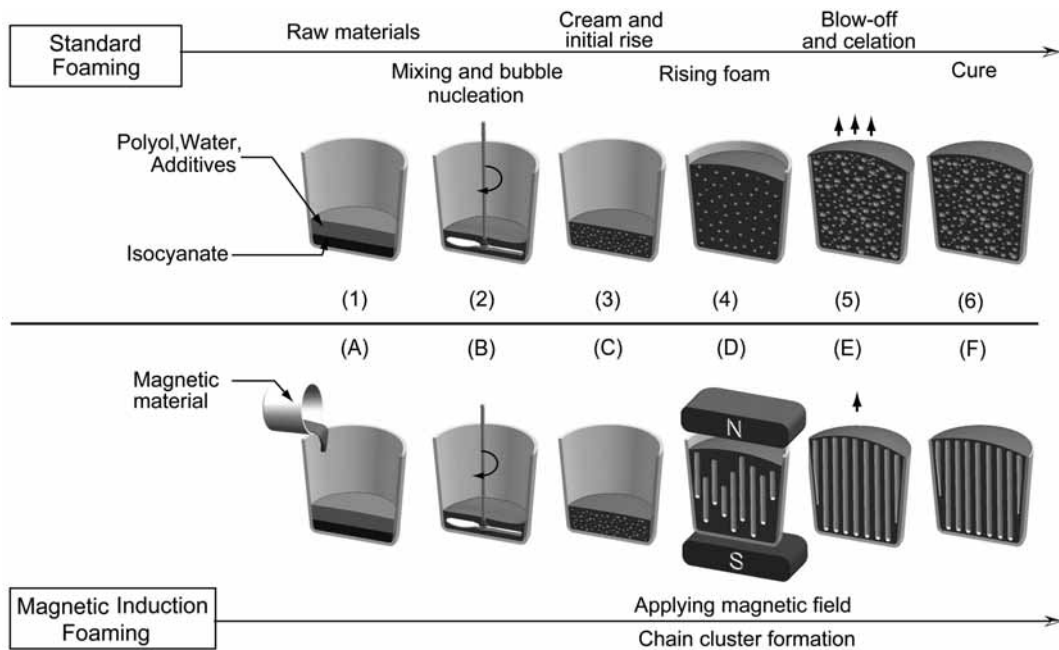 Standard
Foaming
Raw materials
Cream and
initial rise
Blow-off
and celation
Mixing and bubble
nucleation
Rising foam
Cure
Polyol,Water,
Additives
Isocyanate
(1)
(2)
(3)
(4)
(5)
(6)
(A)
(B)
(C)
(D)
(E)
(F)
Magnetic
material
N
S
Magnetic Induction
Foaming
Applying magnetic field
Chain cluster formation